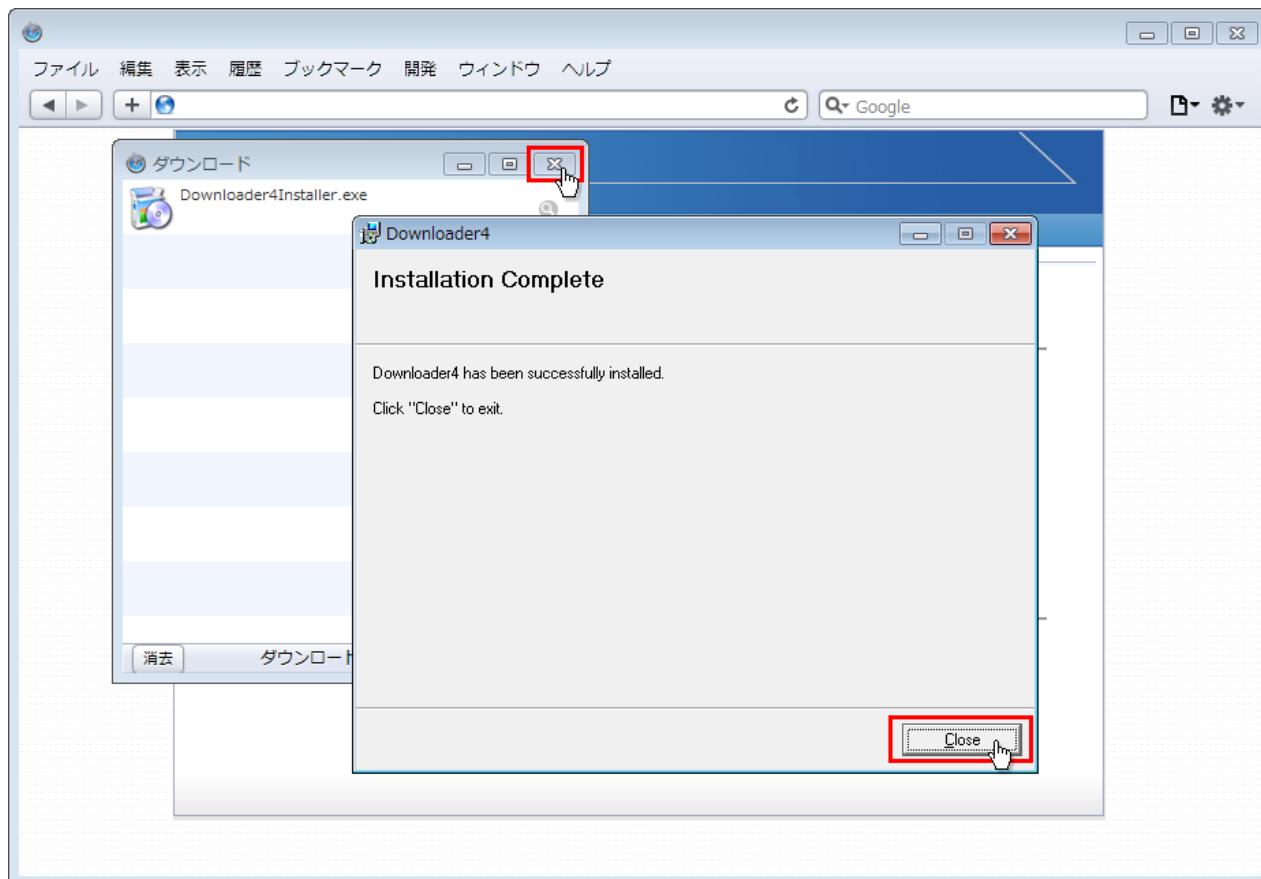 ファイル 編集 表示 履歴 ブックマーク 開発 ウィンドウ ヘルプ
Google
ダウンロード
Downloader4Installer.exe
Downloader4
Installation Complete
Downloader4 has been successfully installed.
Click "Close" to exit.
消去
ダウンロード
Close